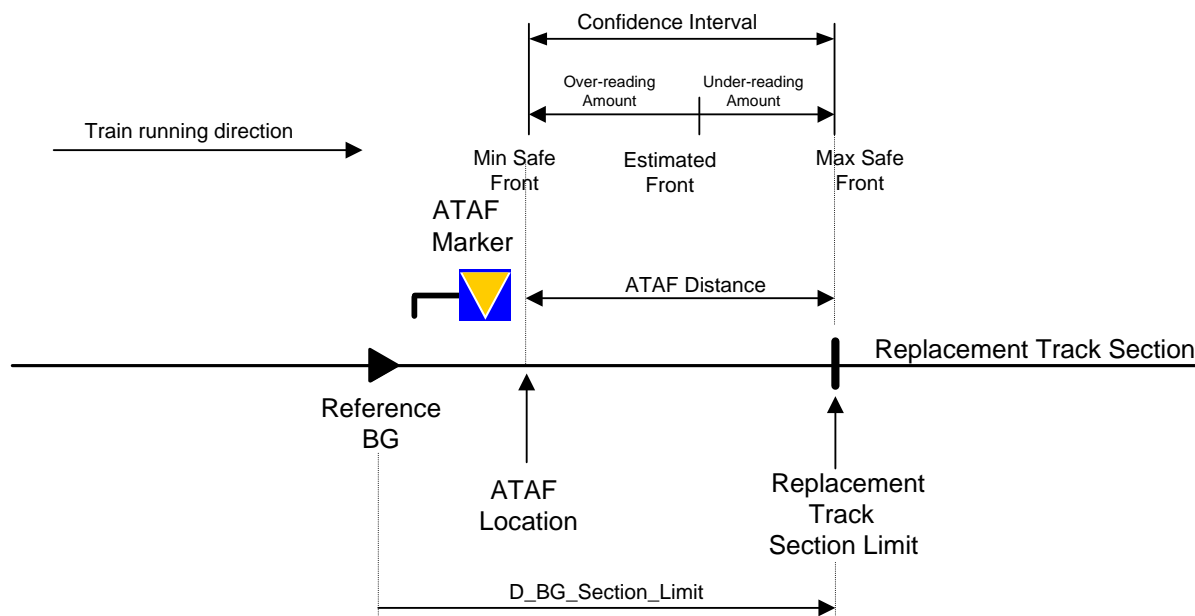 Confidence Interval
Over-reading
Amount
Under-reading
Amount
Train running direction
Min Safe
Front
Estimated
Front
Max Safe
Front
ATAF
Marker
ATAF Distance
Replacement Track Section
Reference
BG
ATAF
Location
Replacement
Track
Section Limit
D_BG_Section_Limit